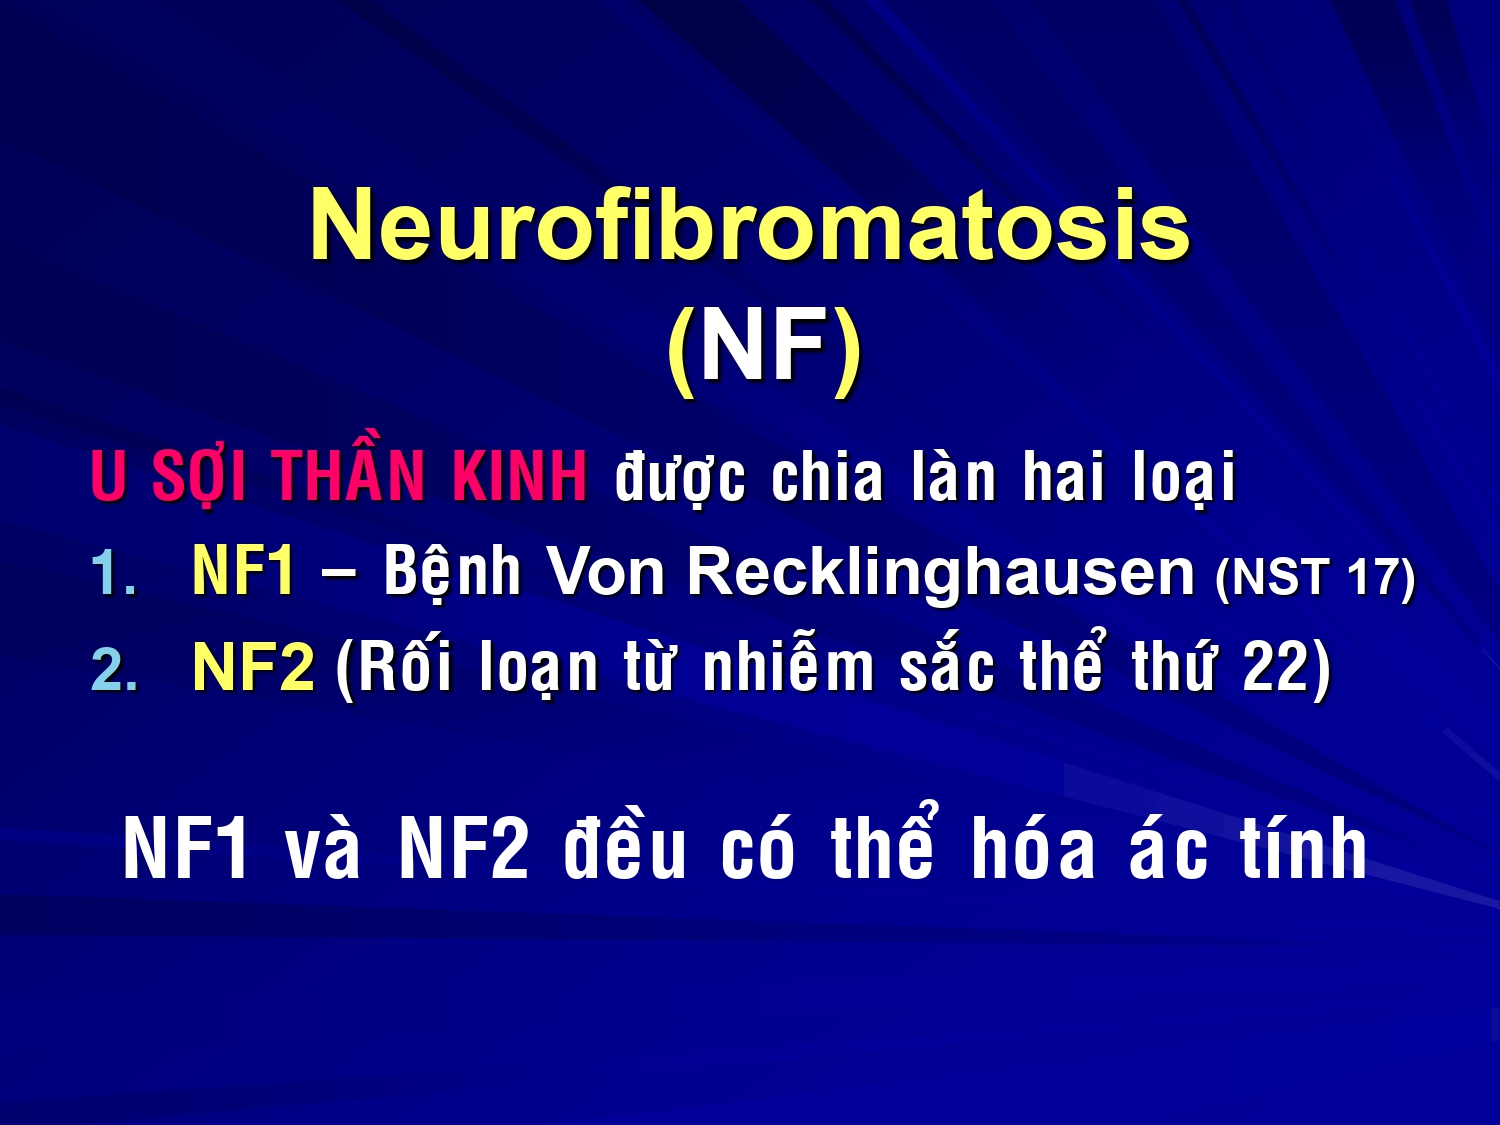 Neurofibromatosis
(NF)
U SỢI THẦN KINH được chia làn hai loại
1. NF1 – Bệnh Von Recklinghausen (NST 17)
2. NF2 (Rối loạn từ nhiễm sắc thể thứ 22)
NF1 và NF2 đều có thể hóa ác tính